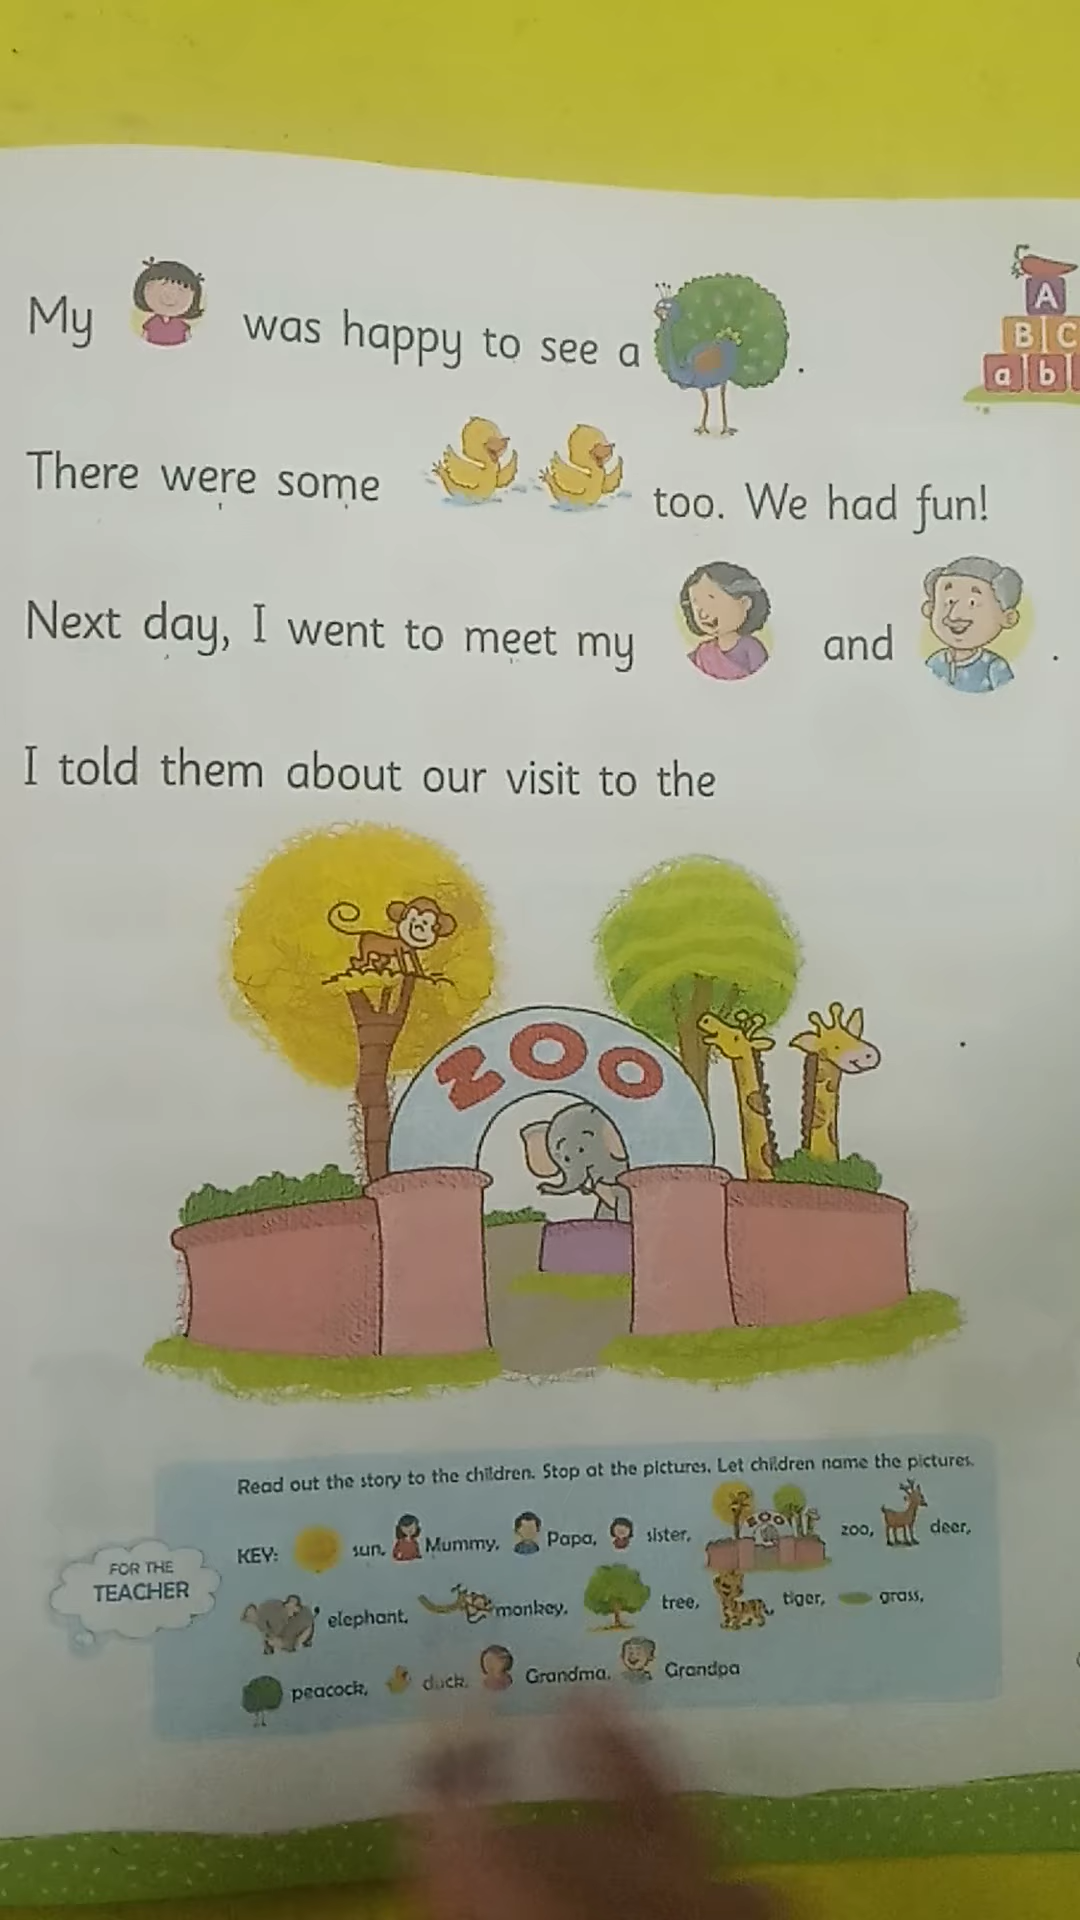 My was happy to see a .
A
B C
a b
There were some too. We had fun!
Next day, I went to meet my and .
I told them about our visit to the
ZOO
Read out the story to the children. Stop at the pictures. Let children name the pictures.
KEY: sun, Mummy, Papa, sister, zoo, deer,
FOR THE
TEACHER
elephant, monkey, tree, tiger, grass,
peacock, duck, Grandma, Grandpa